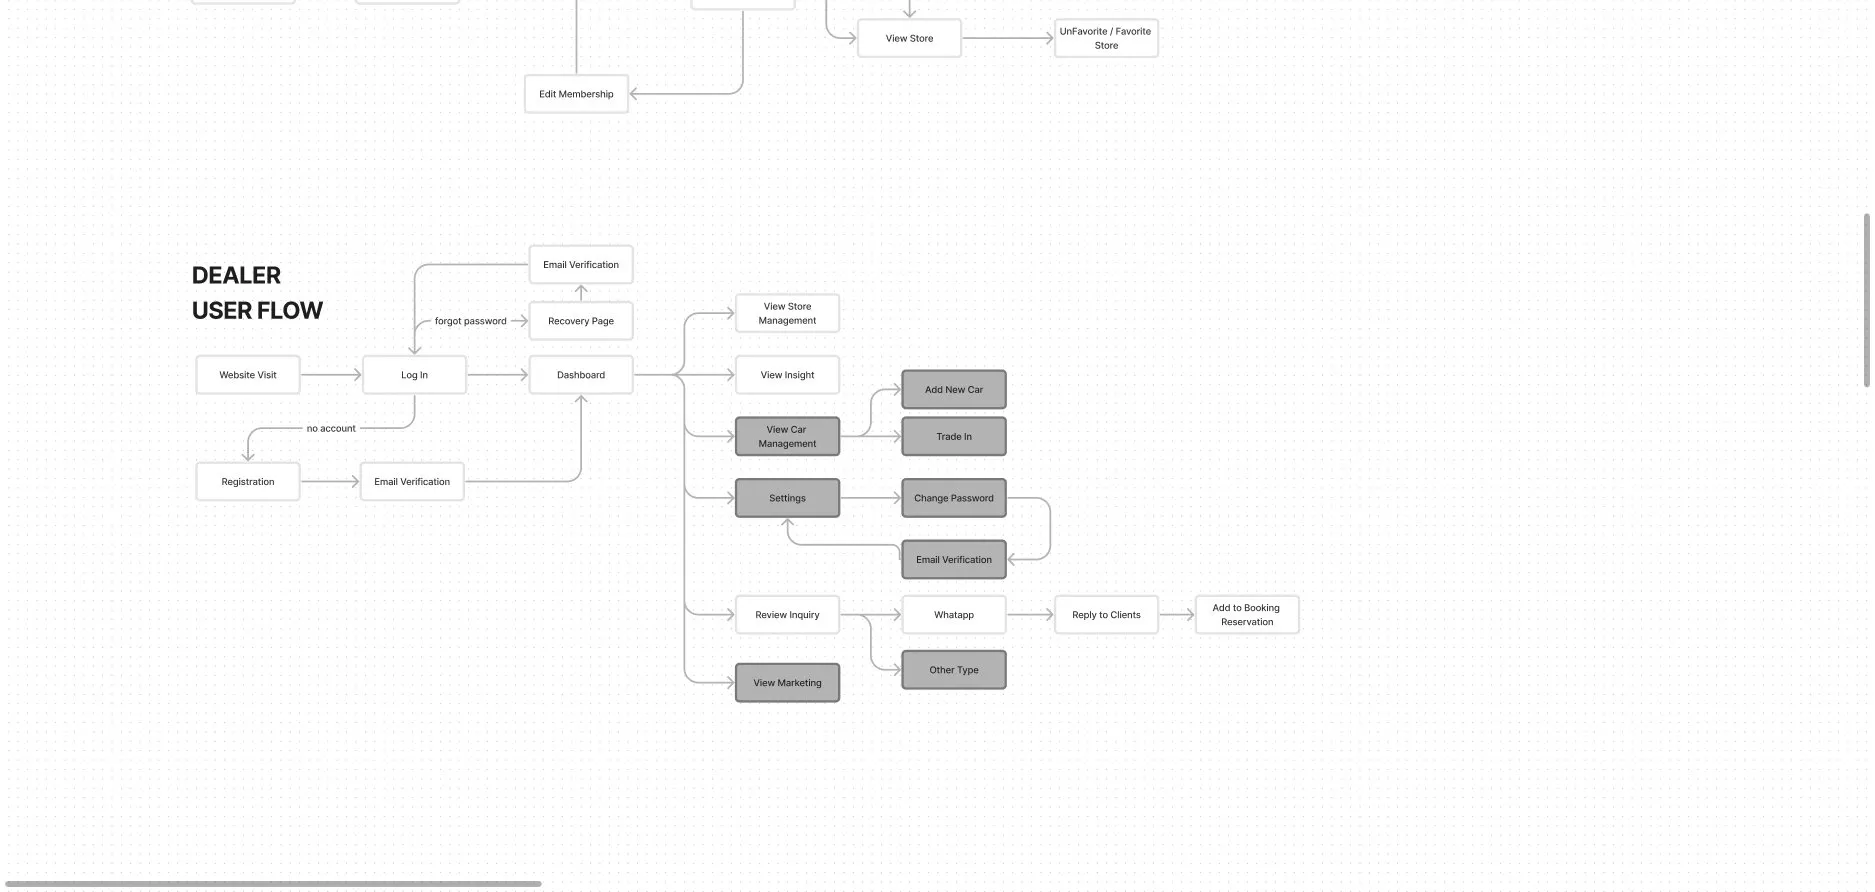 View Store
UnFavorite / Favorite
Store
Edit Membership
DEALER
USER FLOW
Email Verification
forgot password
Recovery Page
View Store
Management
Website Visit
Log In
Dashboard
View Insight
Add New Car
no account
View Car
Management
Trade In
Registration
Email Verification
Settings
Change Password
Email Verification
Review Inquiry
Whatapp
Reply to Clients
Add to Booking
Reservation
Other Type
View Marketing